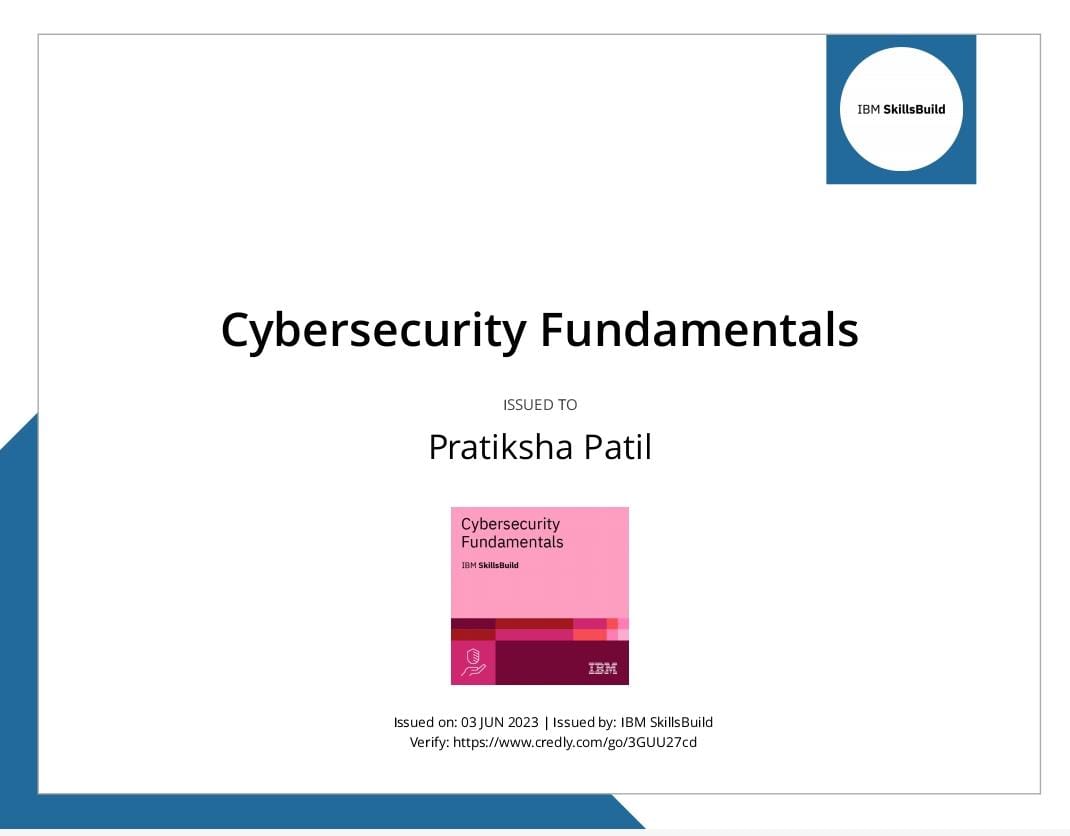 IBM SkillsBuild
Cybersecurity Fundamentals
ISSUED TO
Pratiksha Patil
Cybersecurity
Fundamentals
IBM SkillsBuild
IBM
Issued on: 03 JUN 2023 | Issued by: IBM SkillsBuild
Verify: https://www.credly.com/go/3GUU27cd